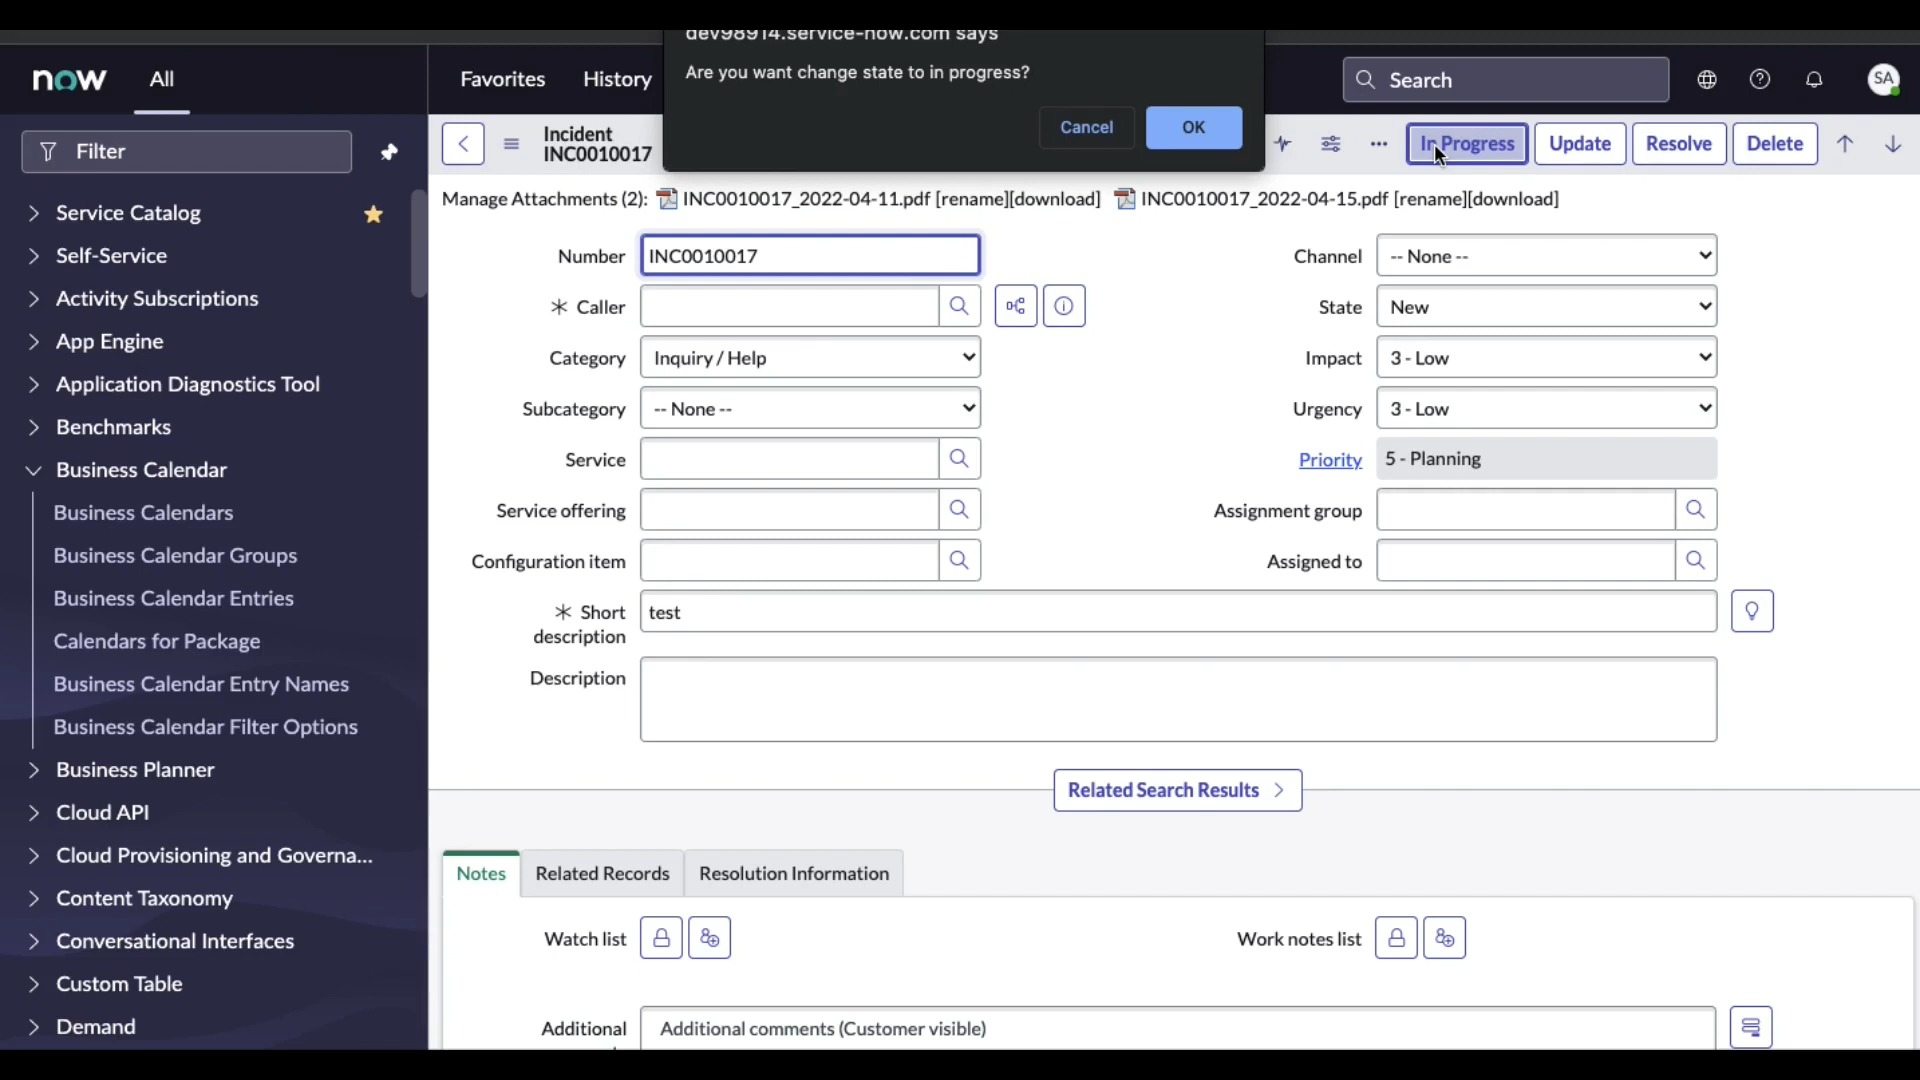 dev98914.service-now.com says
Are you want change state to in progress?
Cancel
OK
now
All
Favorites
History
Search
SA
Filter
Incident
INC0010017
In Progress
Update
Resolve
Delete
Manage Attachments (2): INC0010017_2022-04-11.pdf [rename][download] INC0010017_2022-04-15.pdf [rename][download]
Service Catalog
Self-Service
Activity Subscriptions
App Engine
Application Diagnostics Tool
Benchmarks
Business Calendar
Business Calendars
Business Calendar Groups
Business Calendar Entries
Calendars for Package
Business Calendar Entry Names
Business Calendar Filter Options
Business Planner
Cloud API
Cloud Provisioning and Governa...
Content Taxonomy
Conversational Interfaces
Custom Table
Demand
Number INC0010017
Caller
Category Inquiry / Help
Subcategory -- None --
Service
Service offering
Configuration item
Channel -- None --
State New
Impact 3 - Low
Urgency 3 - Low
Priority 5 - Planning
Assignment group
Assigned to
Short
description
test
Description
Related Search Results
Notes
Related Records
Resolution Information
Watch list
Work notes list
Additional
Additional comments (Customer visible)